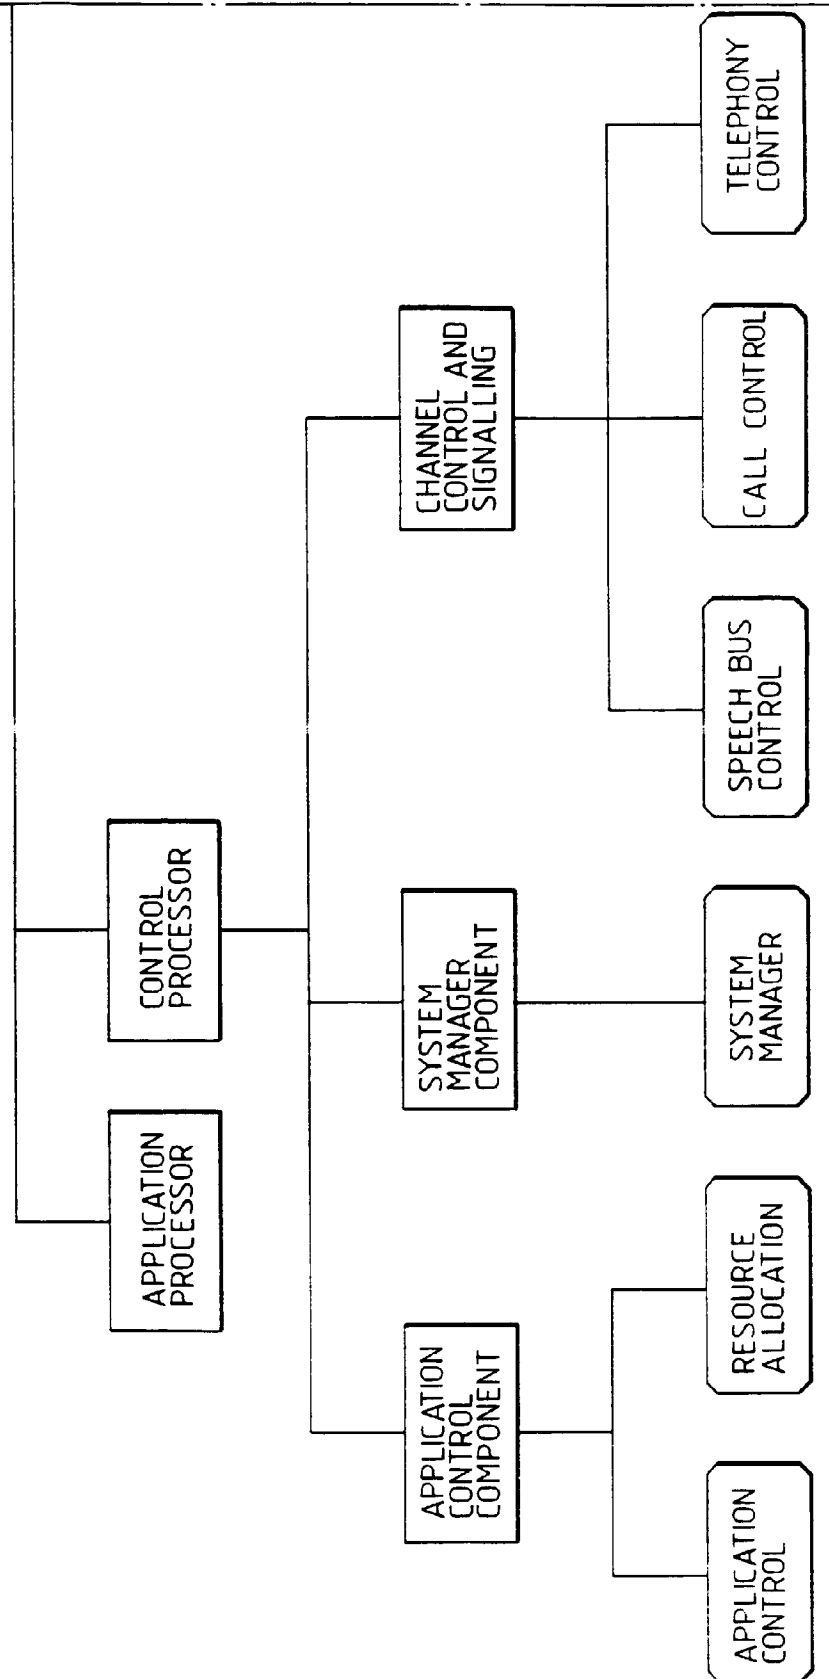 APPLICATION
PROCESSOR
CONTROL
PROCESSOR
APPLICATION
CONTROL
COMPONENT
SYSTEM
MANAGER
COMPONENT
CHANNEL
CONTROL AND
SIGNALLING
APPLICATION
CONTROL
RESOURCE
ALLOCATION
SYSTEM
MANAGER
SPEECH BUS
CONTROL
CALL CONTROL
TELEPHONY
CONTROL